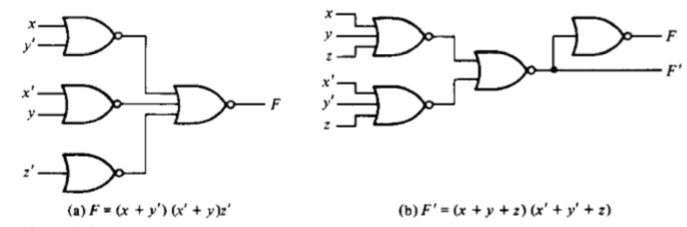 x
y'
x'
y
z'
F
(a) F = (x + y') (x' + y)z'
x
y
z
x'
y'
z
F
F'
(b) F' = (x + y + z) (x' + y' + z)